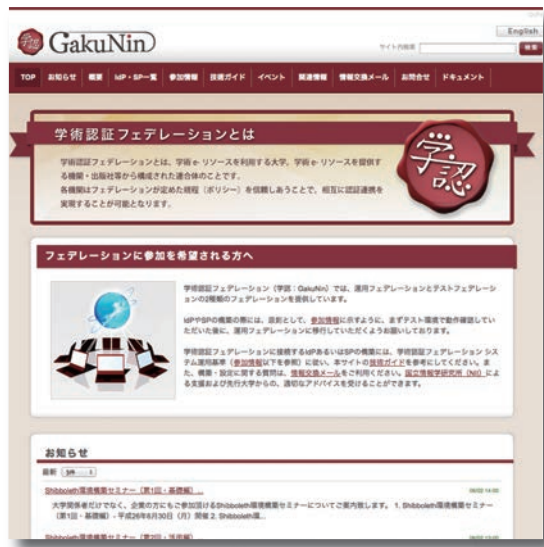 English
学認
GakuNin
サイト内検索
検索
TOP お知らせ 概要 IdP・SP一覧 参加情報 技術ガイド イベント 関連情報 情報交換メール お問合せ ドキュメント
学術認証フェデレーションとは
学術認証フェデレーションとは、学術e-リソースを利用する大学、学術e-リソースを提供す
る機関・出版社等から構成された連合体のことです。
各機関はフェデレーションが定めた規程（ポリシー）を信頼しあうことで、相互に認証連携を
実現することが可能となります。
学認
フェデレーションに参加を希望される方へ
学術認証フェデレーション（学認：GakuNin）では、運用フェデレーションとテストフェデレーシ
ョンの2種類のフェデレーションを提供しています。
IdPやSPの構築の際には、原則として、参加情報に示すように、まずテスト環境で動作確認してい
ただいた後に、運用フェデレーションに移行していただくようお願いしております。
学術認証フェデレーションに接続するIdPあるいはSPの構築には、学術認証フェデレーション シス
テム運用基準（参加情報以下を参照）に従い、本サイトの技術ガイドを参考にしてください。ま
た、構築・設定に関する質問は、情報交換メールをご利用ください。国立情報学研究所（NII）によ
る支援および先行大学からの、適切なアドバイスを受けることができます。
お知らせ
最新 5件
Shibboleth環境構築セミナー（第1回・基礎編）...
大学関係者だけでなく、企業の方にもご参加頂けるShibboleth環境構築セミナーについてご案内致します。 1. Shibboleth環境構築セミナー
（第1回・基礎編）- 平成26年6月30日（月）開催 2. Shibboleth環...
Shibboleth環境構築セミナー（第2回・活用編）